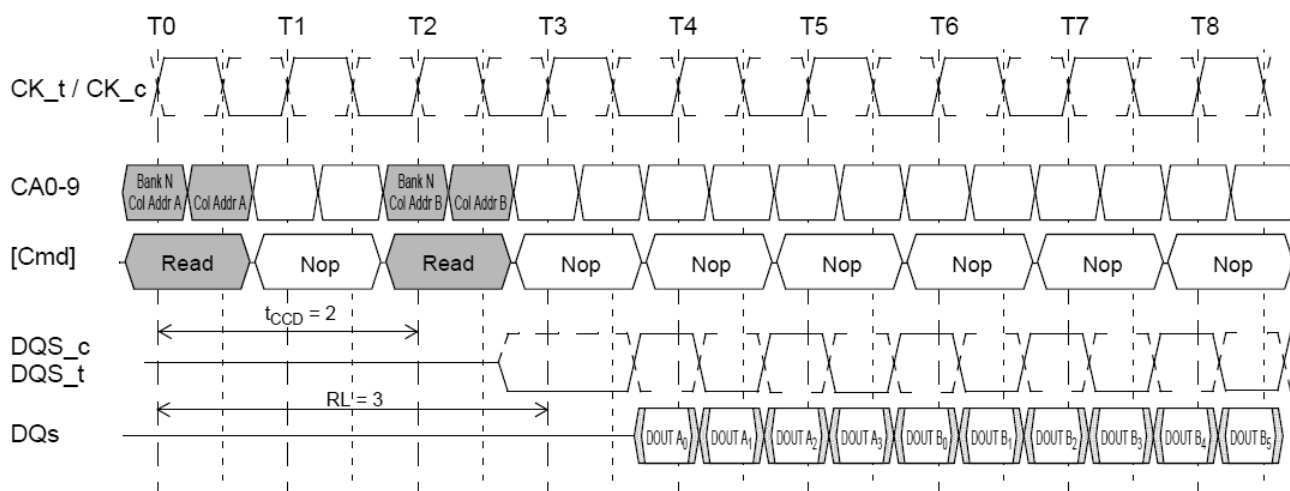 T0 T1 T2 T3 T4 T5 T6 T7 T8
CK_t / CK_c
CA0-9
Bank N
Col Addr A
Col Addr A
Bank N
Col Addr B
Col Addr B
[Cmd]
Read Nop Read Nop Nop Nop Nop Nop Nop
tCCD = 2
DQS_c
DQS_t
RL = 3
DQs
DOUT A0 DOUT A1 DOUT A2 DOUT A3 DOUT B0 DOUT B1 DOUT B2 DOUT B3 DOUT B4 DOUT B5